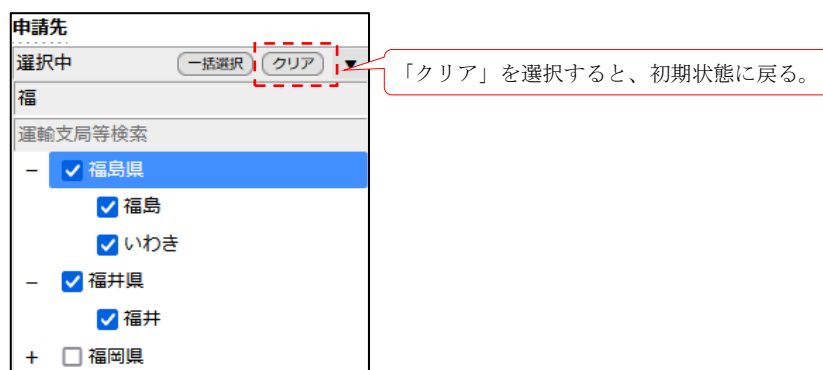 申請先
選択中 一括選択 クリア ▼
「クリア」を選択すると、初期状態に戻る。
福
運輸支局等検索
− 福島県
福島
いわき
− 福井県
福井
+ 福岡県